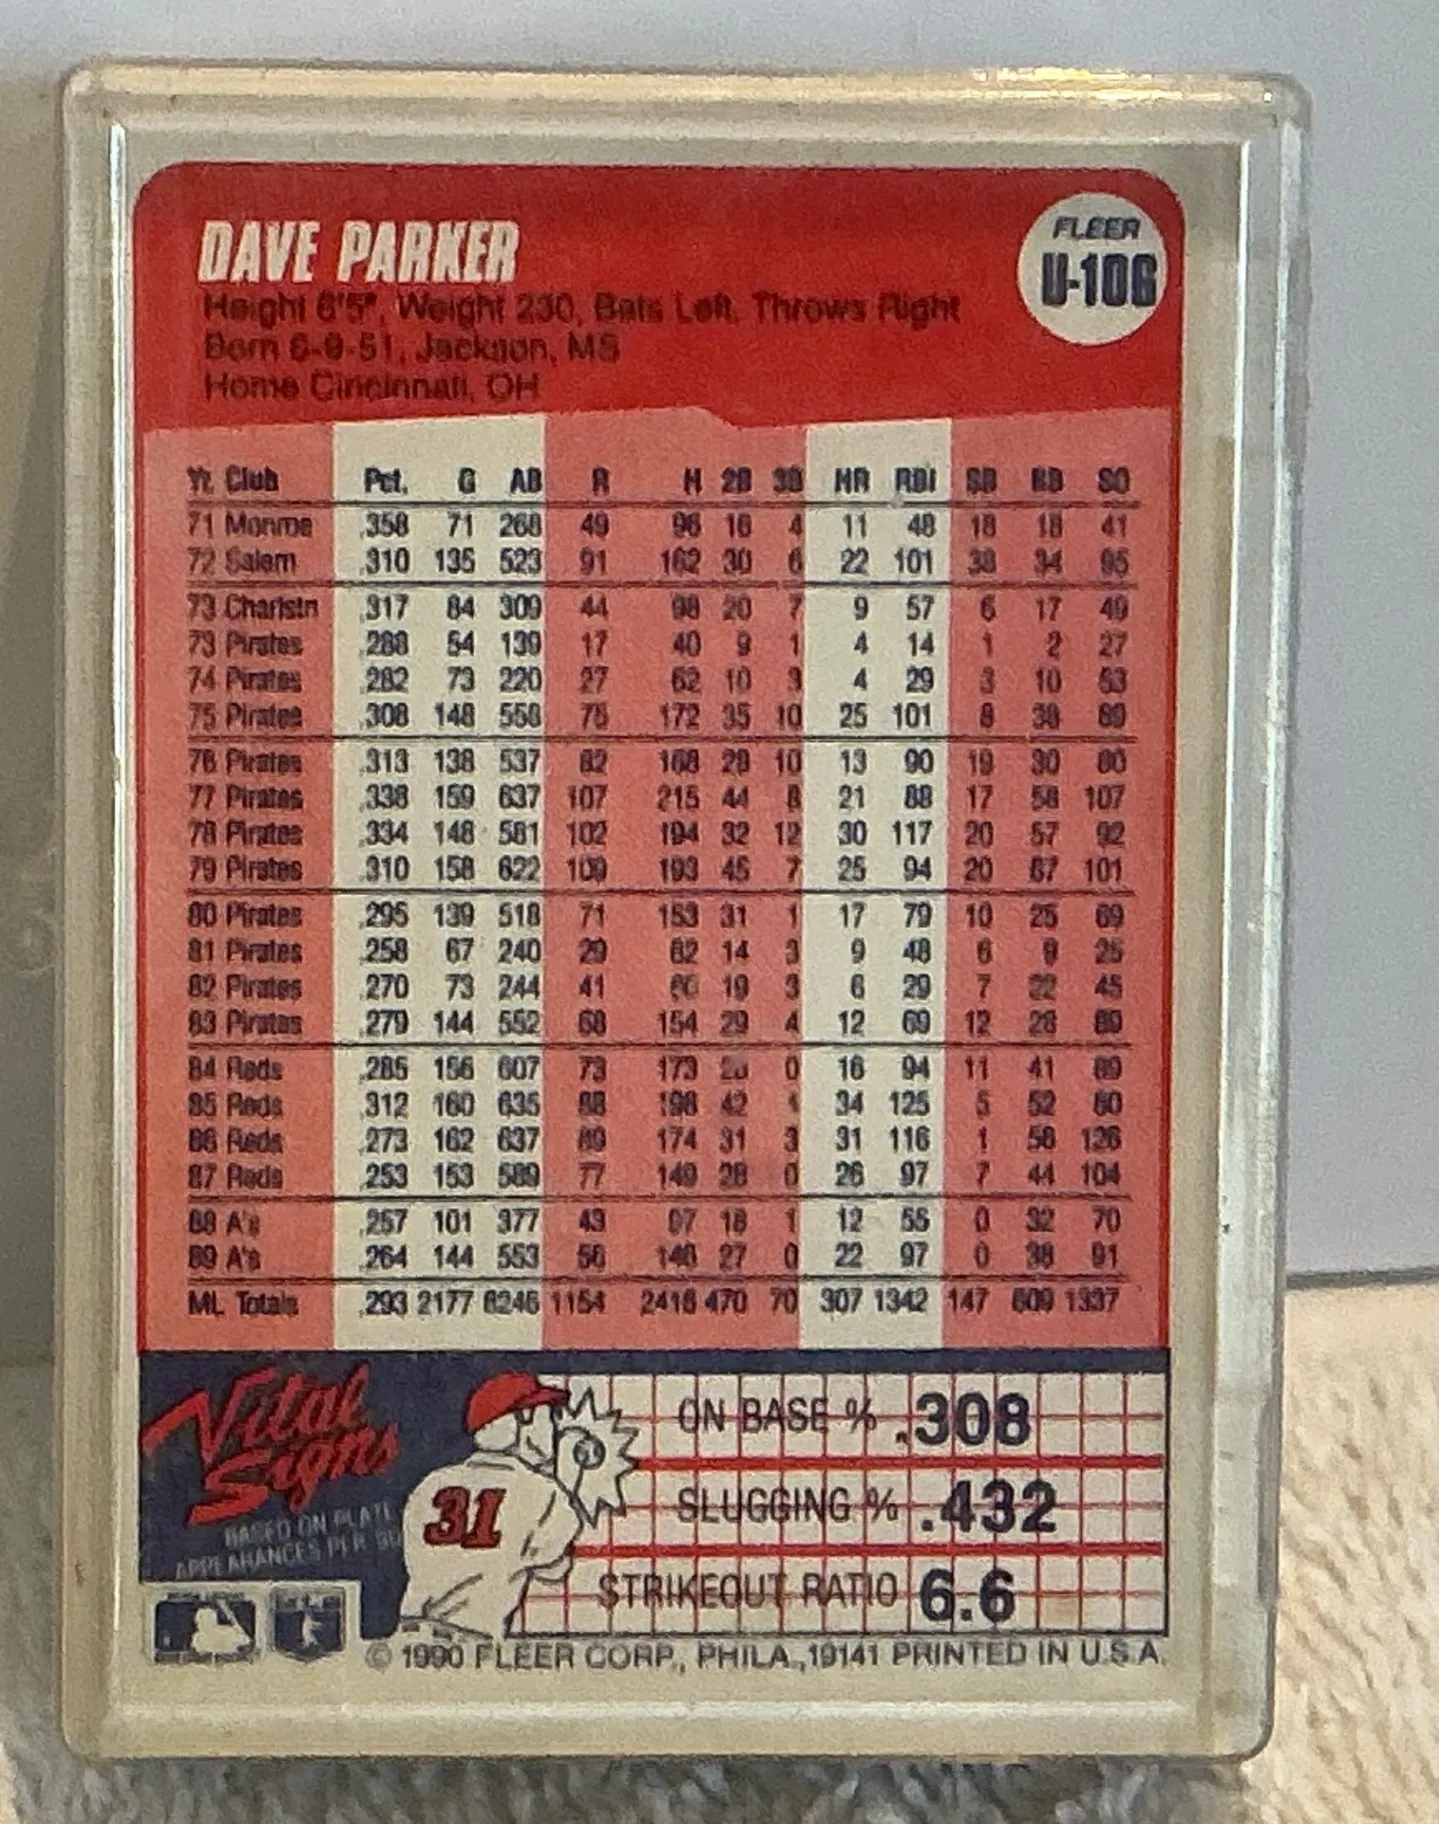 DAVE PARKER
FLEER
U-106
Height 6'5", Weight 230, Bats Left, Throws Right
Born 6-9-51, Jackson, MS
Home Cincinnati, OH
Yr. Club Pct. G AB R H 2B 3B HR RBI SB BB SO
71 Monroe .358 71 268 49 96 16 4 11 48 18 18 41
72 Salem .310 135 523 91 162 30 6 22 101 38 34 95
73 Charlstn .317 84 309 44 98 20 7 9 57 6 17 49
73 Pirates .288 54 139 17 40 9 1 4 14 1 2 27
74 Pirates .282 73 220 27 62 10 3 4 29 3 10 53
75 Pirates .308 148 558 75 172 35 10 25 101 8 38 89
76 Pirates .313 138 537 82 168 28 10 13 90 19 30 80
77 Pirates .338 159 637 107 215 44 8 21 88 17 58 107
78 Pirates .334 148 581 102 194 32 12 30 117 20 57 92
79 Pirates .310 158 622 109 193 45 7 25 94 20 67 101
80 Pirates .295 139 518 71 153 31 1 17 79 10 25 69
81 Pirates .258 67 240 29 62 14 3 9 48 6 9 25
82 Pirates .270 73 244 41 66 19 3 6 29 7 22 45
83 Pirates .279 144 552 68 154 29 4 12 69 12 28 89
84 Reds .285 156 607 73 173 28 0 16 94 11 41 89
85 Reds .312 160 635 88 198 42 1 34 125 5 52 80
86 Reds .273 162 637 89 174 31 3 31 116 1 56 126
87 Reds .253 153 589 77 149 28 0 26 97 7 44 104
88 A's .257 101 377 43 97 18 1 12 55 0 32 70
89 A's .264 144 553 56 146 27 0 22 97 0 38 91
ML Totals .293 2177 8246 1154 2416 470 70 307 1342 147 609 1337
Vital
Signs
BASED ON PLATE
APPEARANCES PER
31
ON BASE % .308
SLUGGING % .432
STRIKEOUT RATIO 6.6
© 1990 FLEER CORP., PHILA., 19141 PRINTED IN U.S.A.